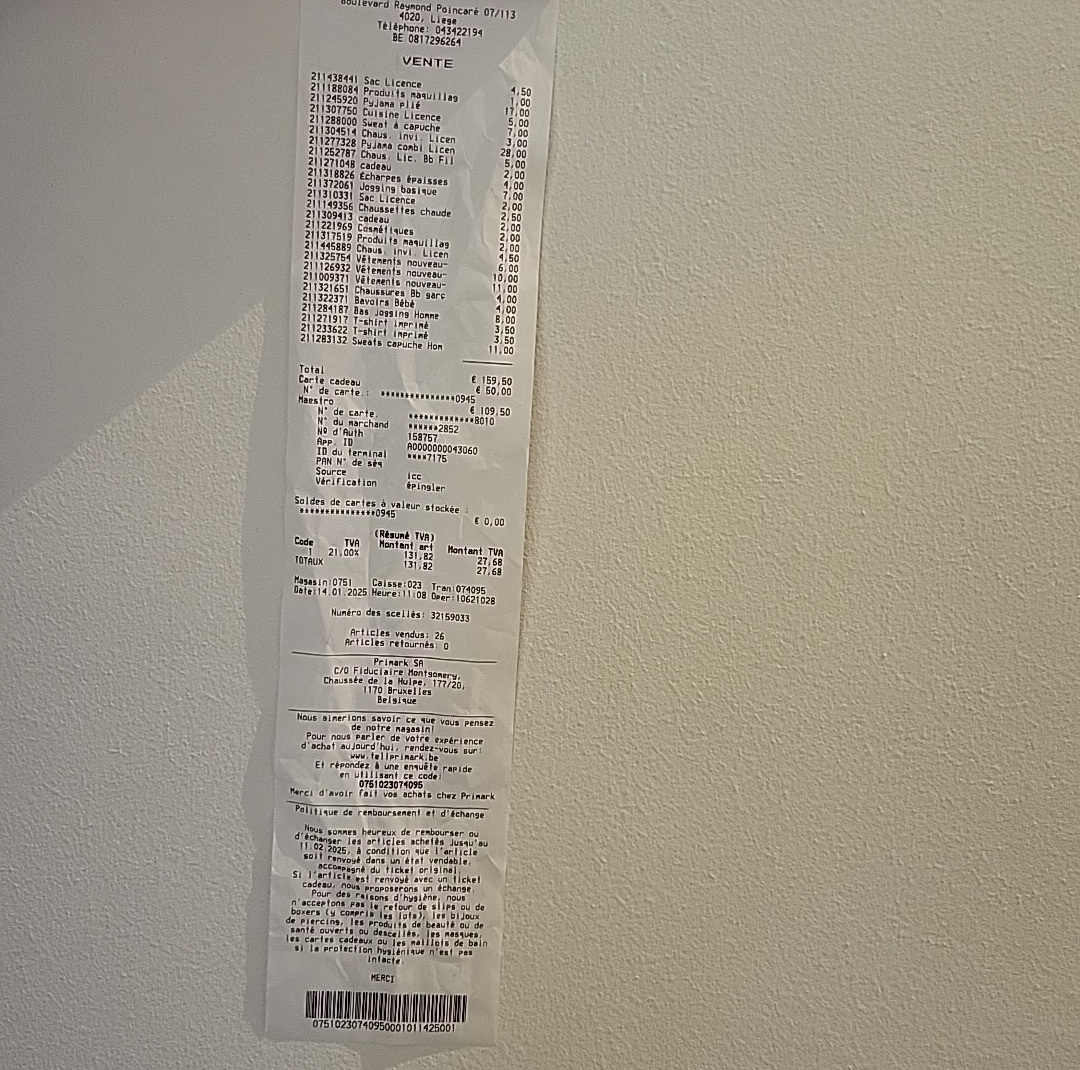 Boulevard Raymond Poincaré 07/113
4020, Liege
Téléphone: 043422194
BE 0817296264
VENTE
211438441 Sac Licence 4,50
211188084 Produits maquillag 1,00
211245920 Pyjama plié 17,00
211307750 Cuisine Licence 5,00
211288000 Sweat à capuche 7,00
211304514 Chaus. invi. Licen 3,00
211277328 Pyjama combi Licen 28,00
211252787 Chaus. Lic. Bb Fil 5,00
211271048 cadeau 2,00
211318826 Écharpes épaisses 4,00
211372061 Jogging basique 7,00
211310331 Sac Licence 2,00
211149356 Chaussettes chaude 2,50
211309413 cadeau 2,00
211221969 Cosmétiques 2,00
211317519 Produits maquillag 2,00
211445889 Chaus. invi. Licen 4,50
211325754 Vêtements nouveau- 6,00
211126932 Vêtements nouveau- 10,00
211009371 Vêtements nouveau- 11,00
211321651 Chaussures Bb garç 4,00
211322371 Bavoirs Bébé 4,00
211284187 Bas Jogging Homme 8,00
211271917 T-shirt imprimé 3,50
211233622 T-shirt imprimé 3,50
211283132 Sweats capuche Hom 11,00
Total € 159,50
Carte cadeau € 50,00
N° de carte.: ***************0945
Maestro € 109,50
N° de carte. *************8010
N° du marchand ******2852
Nº d'Auth 158757
App. ID A0000000043060
ID du terminal ****7175
PAN N° de séq
Source icc
Vérification épingler
Soldes de cartes à valeur stockée :
***************0945 € 0,00
(Résumé TVA)
Code TVA Montant art Montant TVA
1 21,00% 131,82 27,68
TOTAUX 131,82 27,68
Magasin:0751 Caisse:023 Tran:074095
Date:14.01.2025 Heure:11:08 Oper:10621028
Numéro des scellés: 32159033
Articles vendus: 26
Articles retournés: 0
Primark SA
C/O Fiduciaire Montgomery,
Chaussée de la Hulpe, 177/20,
1170 Bruxelles
Belgique
Nous aimerions savoir ce que vous pensez
de notre magasin!
Pour nous parler de votre expérience
d'achat aujourd'hui, rendez-vous sur:
www.tellprimark.be
Et répondez à une enquête rapide
en utilisant ce code:
0751023074095
Merci d'avoir fait vos achats chez Primark
Politique de remboursement et d'échange
Nous sommes heureux de rembourser ou
d'échanger les articles achetés jusqu'au
11.02.2025, à condition que l'article
soit renvoyé dans un état vendable,
accompagné du ticket original.
Si l'article est renvoyé avec un ticket
cadeau, nous proposerons un échange.
Pour des raisons d'hygiène, nous
n'acceptons pas le retour de slips ou de
boxers (y compris les lots), les bijoux
de piercing, les produits de beauté ou de
santé ouverts ou descellés, les masques,
les cartes cadeaux ou les maillots de bain
si la protection hygiénique n'est pas
intacte.
MERCI
07510230740950001011425001